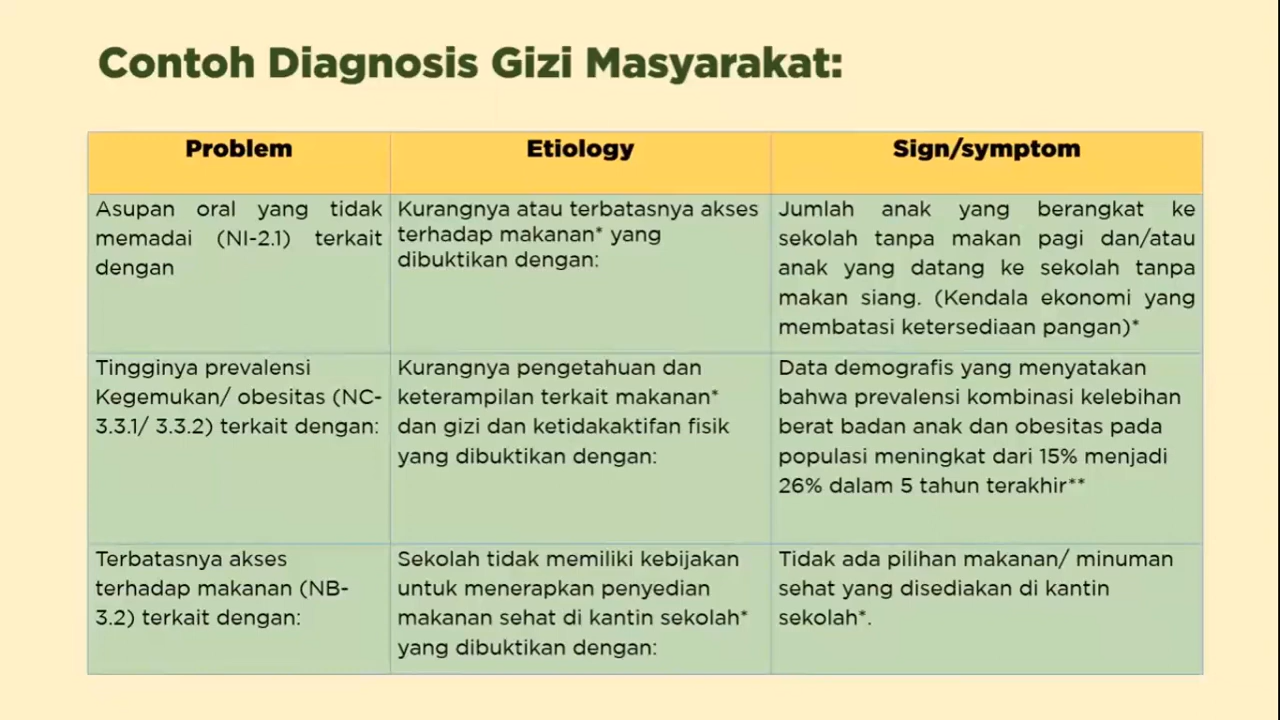 Contoh Diagnosis Gizi Masyarakat:
Problem
Etiology
Sign/symptom
Asupan oral yang tidak
memadai (NI-2.1) terkait
dengan
Kurangnya atau terbatasnya akses
terhadap makanan* yang
dibuktikan dengan:
Jumlah anak yang berangkat ke
sekolah tanpa makan pagi dan/atau
anak yang datang ke sekolah tanpa
makan siang. (Kendala ekonomi yang
membatasi ketersediaan pangan)*
Tingginya prevalensi
Kegemukan/ obesitas (NC-
3.3.1/ 3.3.2) terkait dengan:
Kurangnya pengetahuan dan
keterampilan terkait makanan*
dan gizi dan ketidakaktifan fisik
yang dibuktikan dengan:
Data demografis yang menyatakan
bahwa prevalensi kombinasi kelebihan
berat badan anak dan obesitas pada
populasi meningkat dari 15% menjadi
26% dalam 5 tahun terakhir**
Terbatasnya akses
terhadap makanan (NB-
3.2) terkait dengan:
Sekolah tidak memiliki kebijakan
untuk menerapkan penyedian
makanan sehat di kantin sekolah*
yang dibuktikan dengan:
Tidak ada pilihan makanan/ minuman
sehat yang disediakan di kantin
sekolah*.